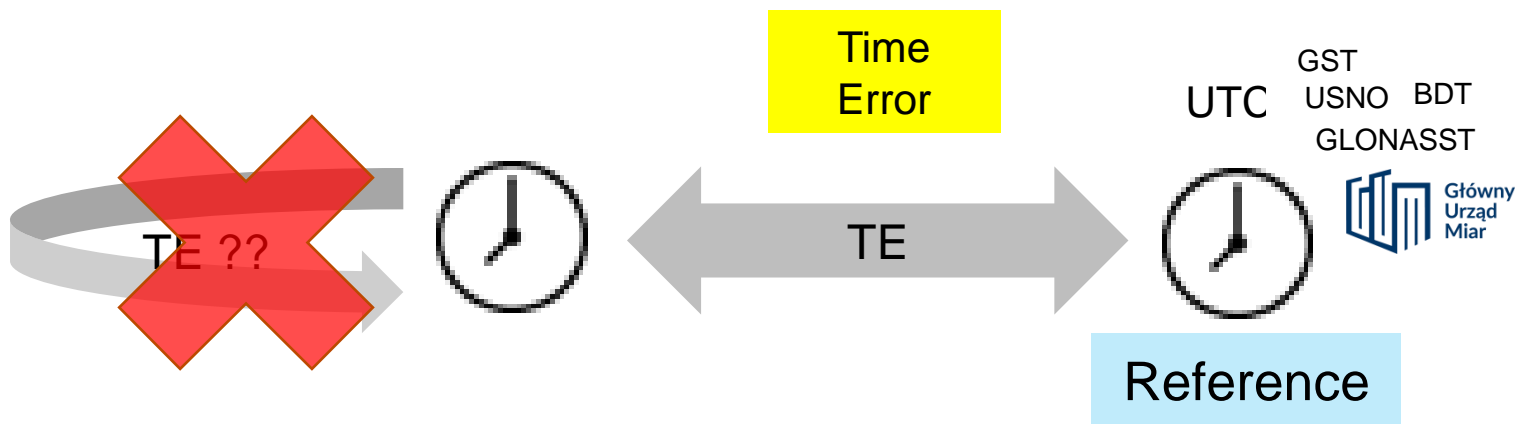 Time
Error
GST
UTC
USNO
BDT
GLONASST
Główny
Urząd
Miar
TE ??
TE
Reference